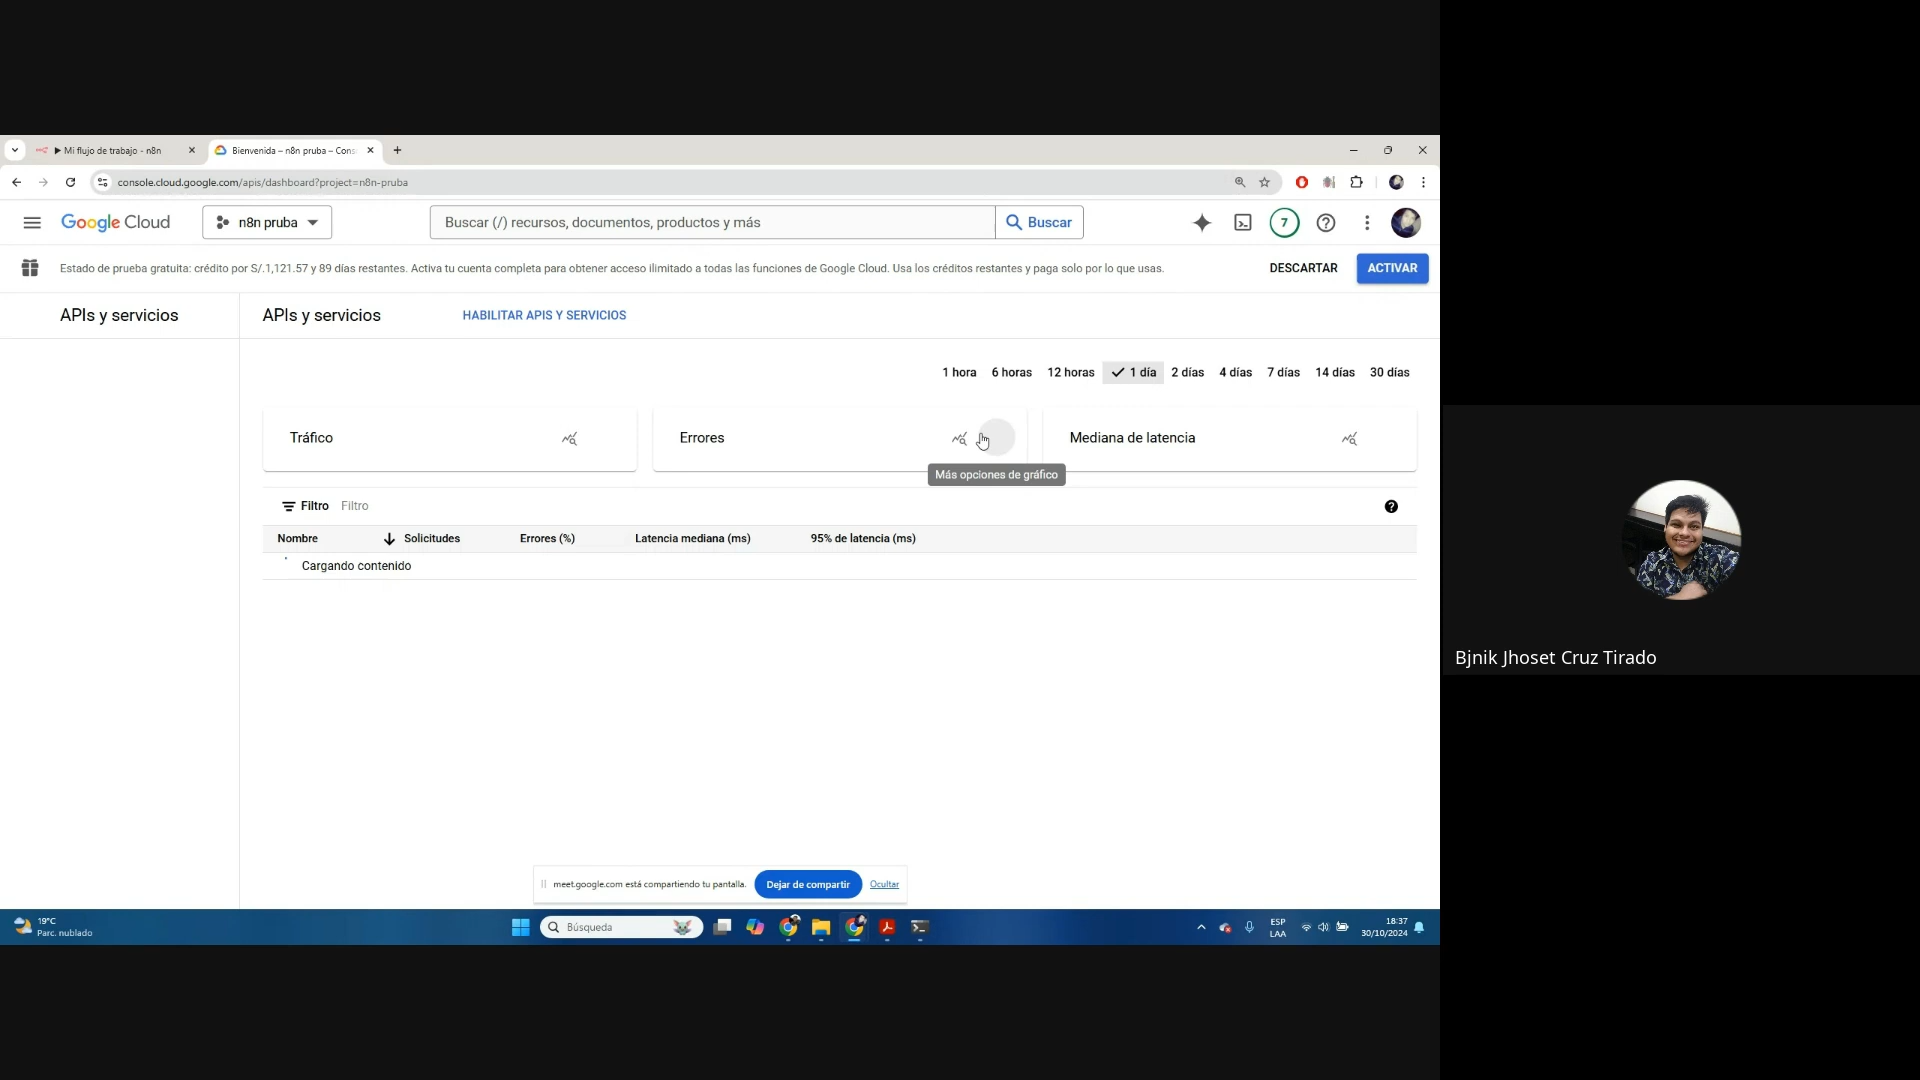 Mi flujo de trabajo - n8n
Bienvenida – n8n pruba – Cons
console.cloud.google.com/apis/dashboard?project=n8n-pruba
Google Cloud
n8n pruba
Buscar (/) recursos, documentos, productos y más
Buscar
7
Estado de prueba gratuita: crédito por S/.1,121.57 y 89 días restantes. Activa tu cuenta completa para obtener acceso ilimitado a todas las funciones de Google Cloud. Usa los créditos restantes y paga solo por lo que usas.
DESCARTAR
ACTIVAR
APIs y servicios
APIs y servicios
HABILITAR APIS Y SERVICIOS
1 hora 6 horas 12 horas 1 día 2 días 4 días 7 días 14 días 30 días
Tráfico
Errores
Mediana de latencia
Más opciones de gráfico
Filtro Filtro
Nombre Solicitudes Errores (%) Latencia mediana (ms) 95% de latencia (ms)
Cargando contenido
Bjnik Jhoset Cruz Tirado
meet.google.com está compartiendo tu pantalla.
Dejar de compartir
Ocultar
19°C
Parc. nublado
Búsqueda
ESP
LAA
18:37
30/10/2024